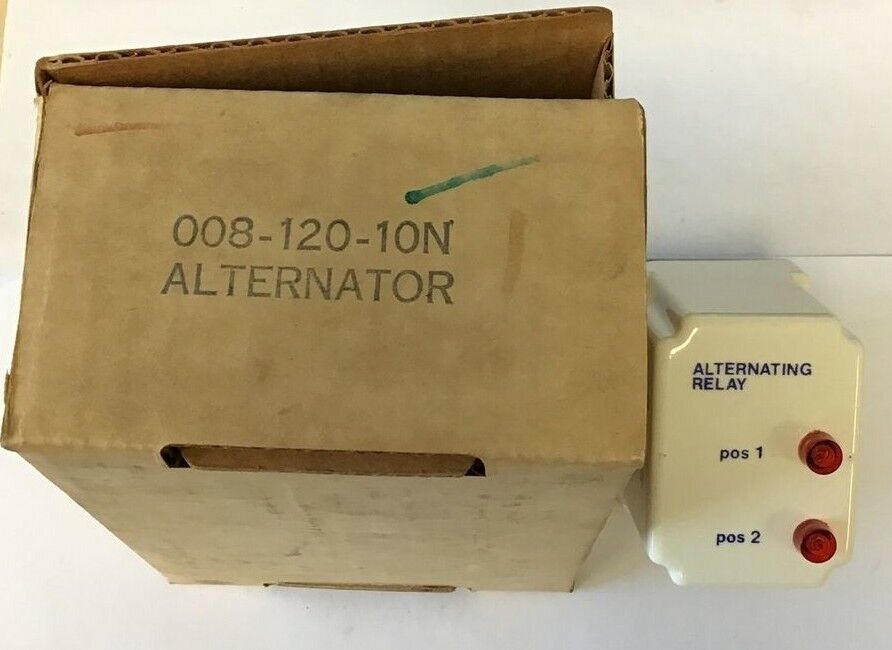 008-120-10N
ALTERNATOR
ALTERNATING
RELAY
pos 1
pos 2